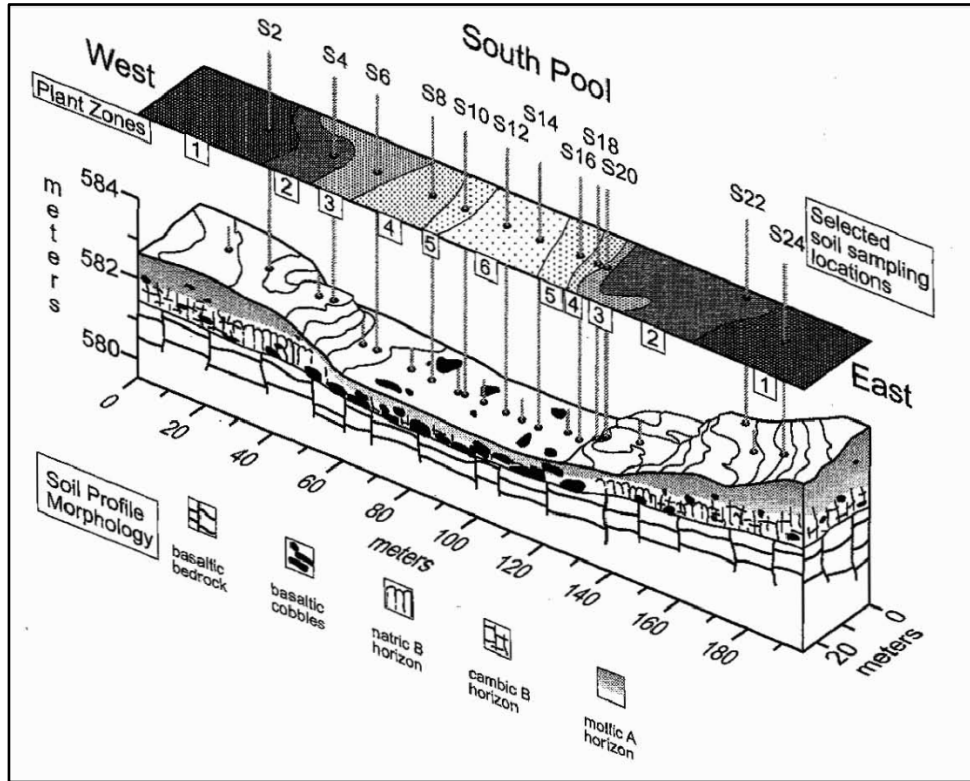 South Pool
West
Plant Zones
S2
S4
S6
S8
S10
S12
S14
S16
S18
S20
S22
S24
Selected
soil sampling
locations
1
2
3
4
5
6
5
4
3
2
1
East
meters
584
582
580
0
20
40
60
80
100
120
140
160
180
meters
0
20
meters
Soil Profile
Morphology
basaltic
bedrock
basaltic
cobbles
natric B
horizon
cambic B
horizon
mollic A
horizon